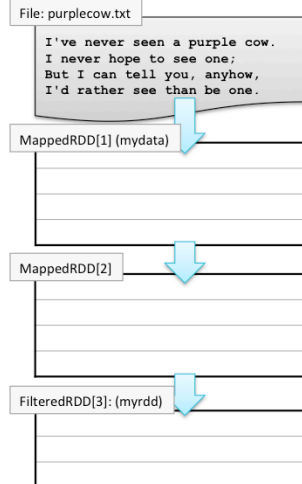 File: purplecow.txt
I've never seen a purple cow.
I never hope to see one;
But I can tell you, anyhow,
I'd rather see than be one.
MappedRDD[1] (mydata)
MappedRDD[2]
FilteredRDD[3]: (myrdd)